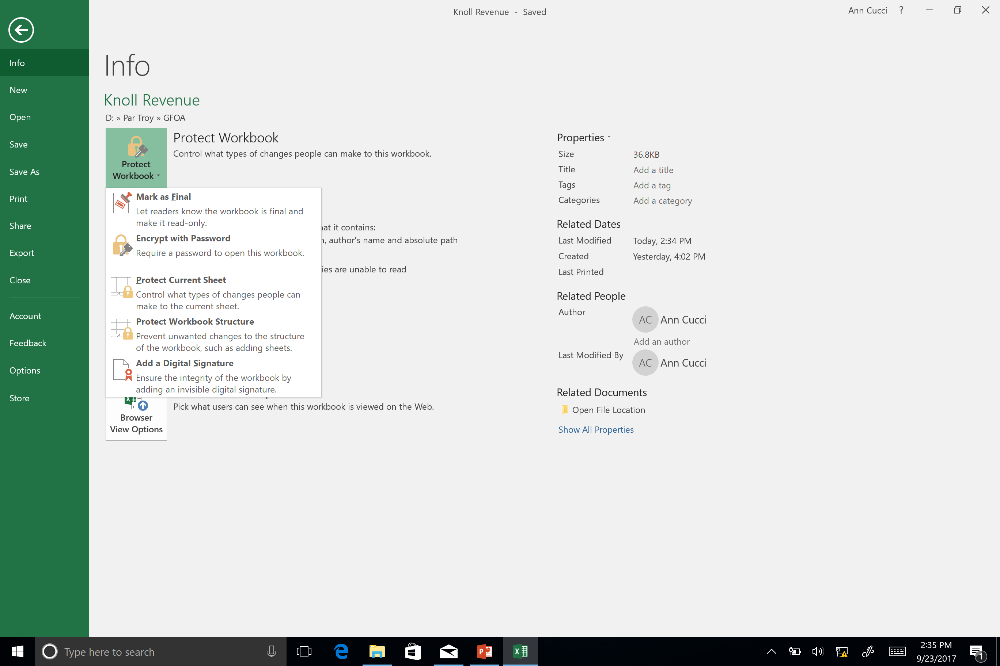 Knoll Revenue - Saved
Ann Cucci ?
Info
New
Open
Save
Save As
Print
Share
Export
Close
Account
Feedback
Options
Store
Info
Knoll Revenue
D: » Par Troy » GFOA
Protect
Workbook
Protect Workbook
Control what types of changes people can make to this workbook.
Mark as Final
Let readers know the workbook is final and
make it read-only.
Encrypt with Password
Require a password to open this workbook.
Protect Current Sheet
Control what types of changes people can
make to the current sheet.
Protect Workbook Structure
Prevent unwanted changes to the structure
of the workbook, such as adding sheets.
Add a Digital Signature
Ensure the integrity of the workbook by
adding an invisible digital signature.
it contains:
author's name and absolute path
are unable to read
Browser
View Options
Pick what users can see when this workbook is viewed on the Web.
Properties
Size 36.8KB
Title Add a title
Tags Add a tag
Categories Add a category
Related Dates
Last Modified Today, 2:34 PM
Created Yesterday, 4:02 PM
Last Printed
Related People
Author AC Ann Cucci
Add an author
Last Modified By AC Ann Cucci
Related Documents
Open File Location
Show All Properties
Type here to search
2:35 PM
9/23/2017
1